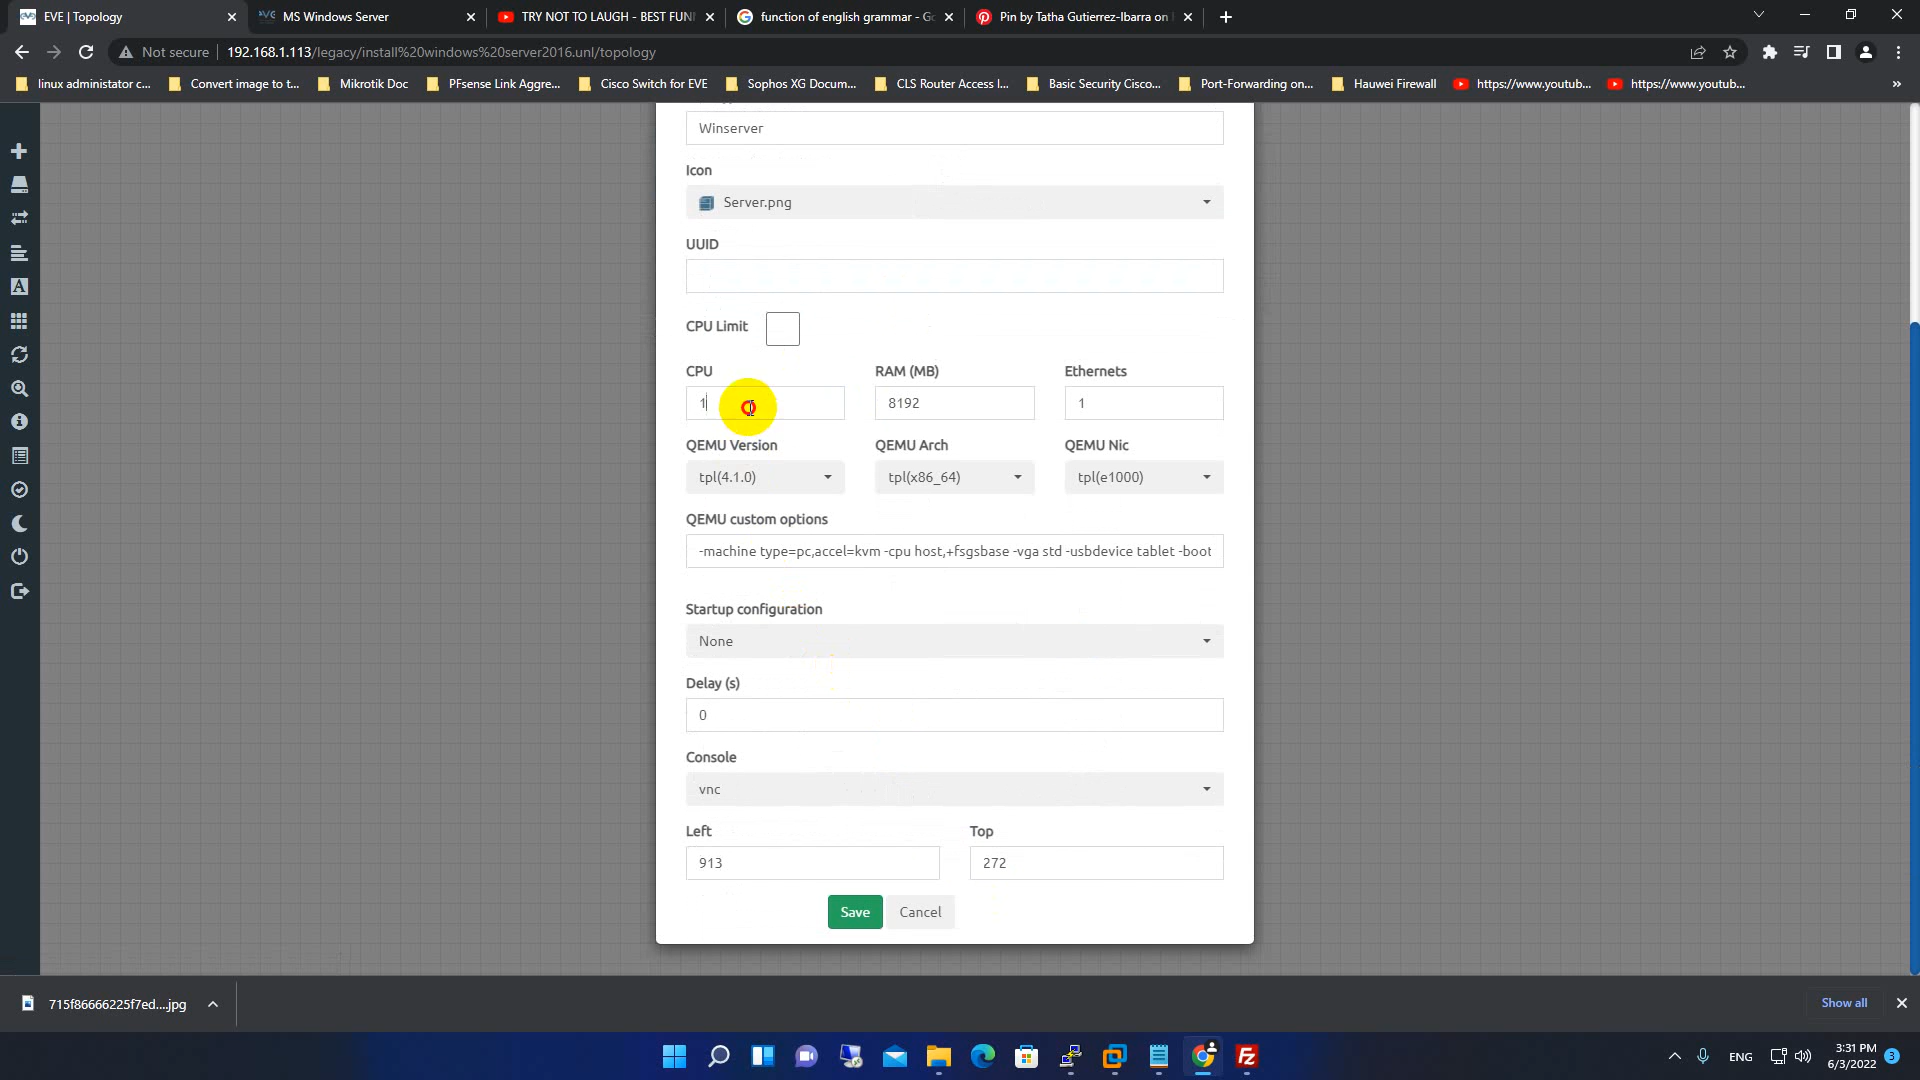 EVE | Topology
MS Windows Server
TRY NOT TO LAUGH - BEST FUN
function of english grammar - Go
Pin by Tatha Gutierrez-Ibarra on
Not secure
192.168.1.113/legacy/install%20windows%20server2016.unl/topology
linux administator c...
Convert image to t...
Mikrotik Doc
PFsense Link Aggre...
Cisco Switch for EVE
Sophos XG Docum...
CLS Router Access l...
Basic Security Cisco...
Port-Forwarding on...
Hauwei Firewall
https://www.youtub...
https://www.youtub...
»
Winserver
Icon
Server.png
UUID
CPU Limit
CPU
RAM (MB)
Ethernets
1
8192
1
QEMU Version
QEMU Arch
QEMU Nic
tpl(4.1.0)
tpl(x86_64)
tpl(e1000)
QEMU custom options
-machine type=pc,accel=kvm -cpu host,+fsgsbase -vga std -usbdevice tablet -boot
Startup configuration
None
Delay (s)
0
Console
vnc
Left
Top
913
272
Save
Cancel
715f86666225f7ed....jpg
Show all
ENG
3:31 PM
6/3/2022
3